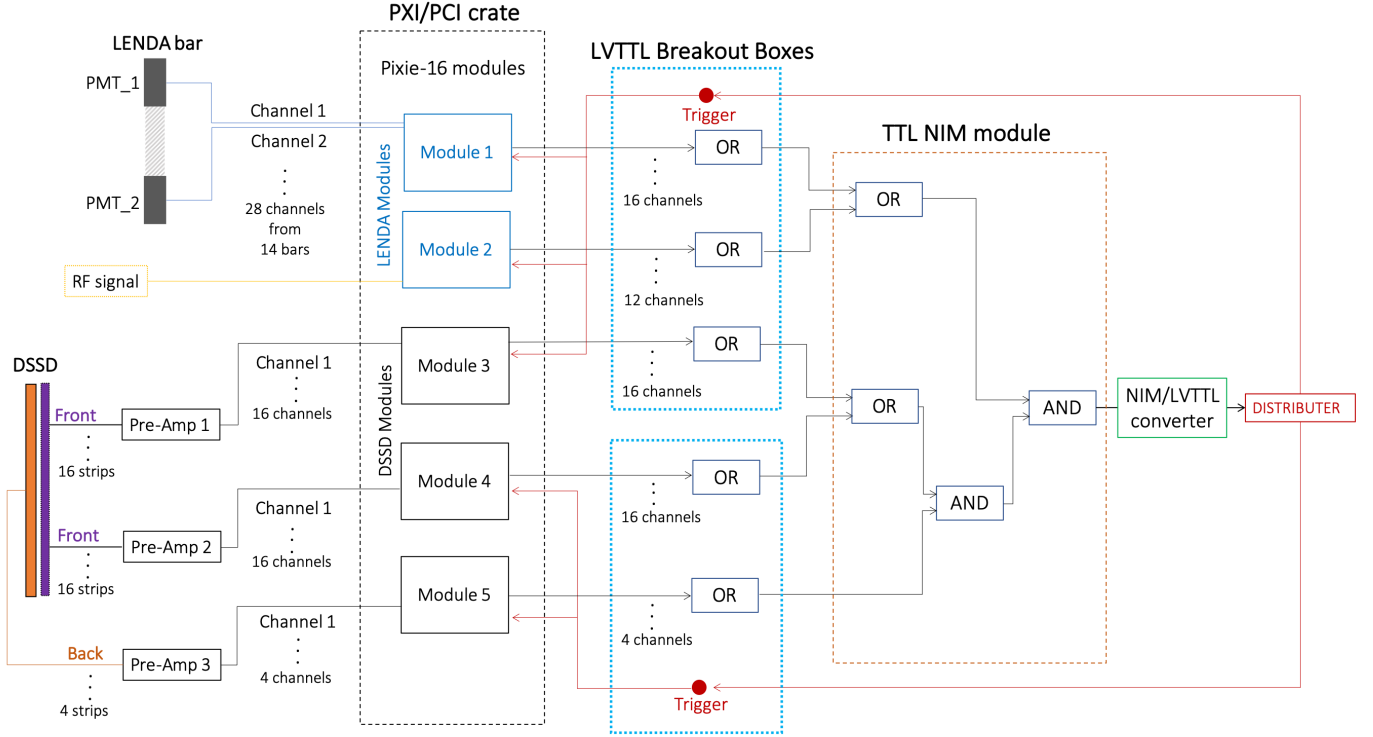 PXI/PCI crate
LENDA bar
LVTTL Breakout Boxes
PMT_1
Pixie-16 modules
Channel 1
Trigger
TTL NIM module
Channel 2
LENDA Modules
Module 1
OR
28 channels
from
14 bars
16 channels
OR
PMT_2
Module 2
OR
RF signal
12 channels
DSSD
Channel 1
16 channels
DSSD Modules
Module 3
OR
16 channels
OR
AND
NIM/LVTTL
converter
DISTRIBUTER
Front
Pre-Amp 1
16 strips
Channel 1
16 channels
Module 4
OR
16 channels
AND
Front
Pre-Amp 2
16 strips
Module 5
OR
4 channels
Channel 1
4 channels
Back
Pre-Amp 3
4 strips
Trigger